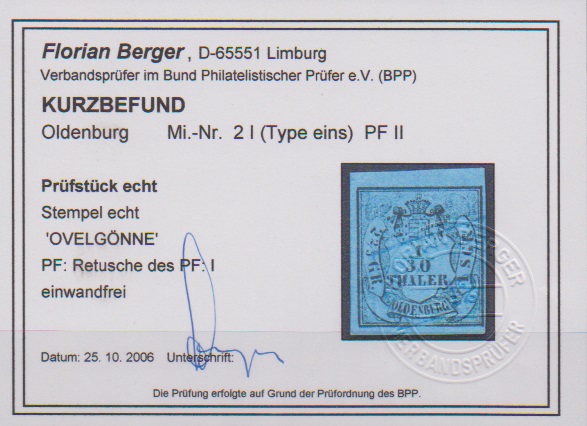 Florian Berger, D-65551 Limburg
Verbandsprüfer im Bund Philatelistischer Prüfer e.V. (BPP)
KURZBEFUND
Oldenburg Mi.-Nr. 2 I (Type eins) PF II
Prüfstück echt
Stempel echt
'OVELGÖNNE'
PF: Retusche des PF: I
einwandfrei
1
30
THALER
OLDENBURG
BERGER
VERBANDSPRÜFER
Datum: 25. 10. 2006 Unterschrift:
Die Prüfung erfolgte auf Grund der Prüfordnung des BPP.